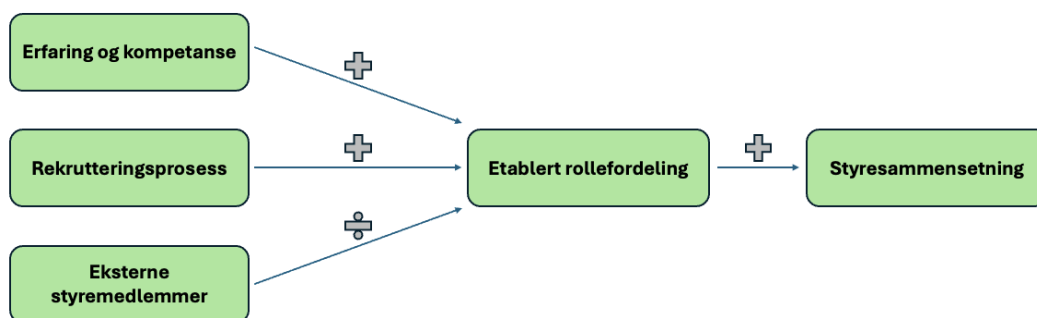 Erfaring og kompetanse
Rekrutteringsprosess
Etablert rollefordeling
Styresammensetning
Eksterne
styremedlemmer